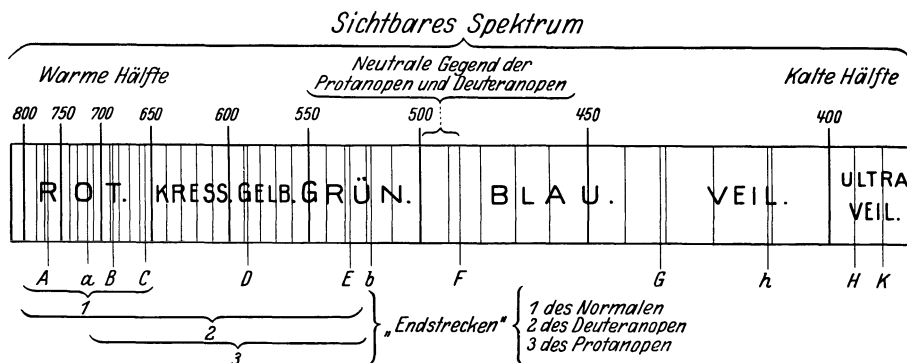 Sichtbares Spektrum
Neutrale Gegend der
Warme Hälfte Protanopen und Deuteranopen Kalte Hälfte
800 750 700 650 600 550 500 450 400
ROT. KRESS. GELB. GRÜN. BLAU. VEIL. ULTRA
VEIL.
A a B C D E b F G h H K
1
2
3
„Endstrecken"
1 des Normalen
2 des Deuteranopen
3 des Protanopen